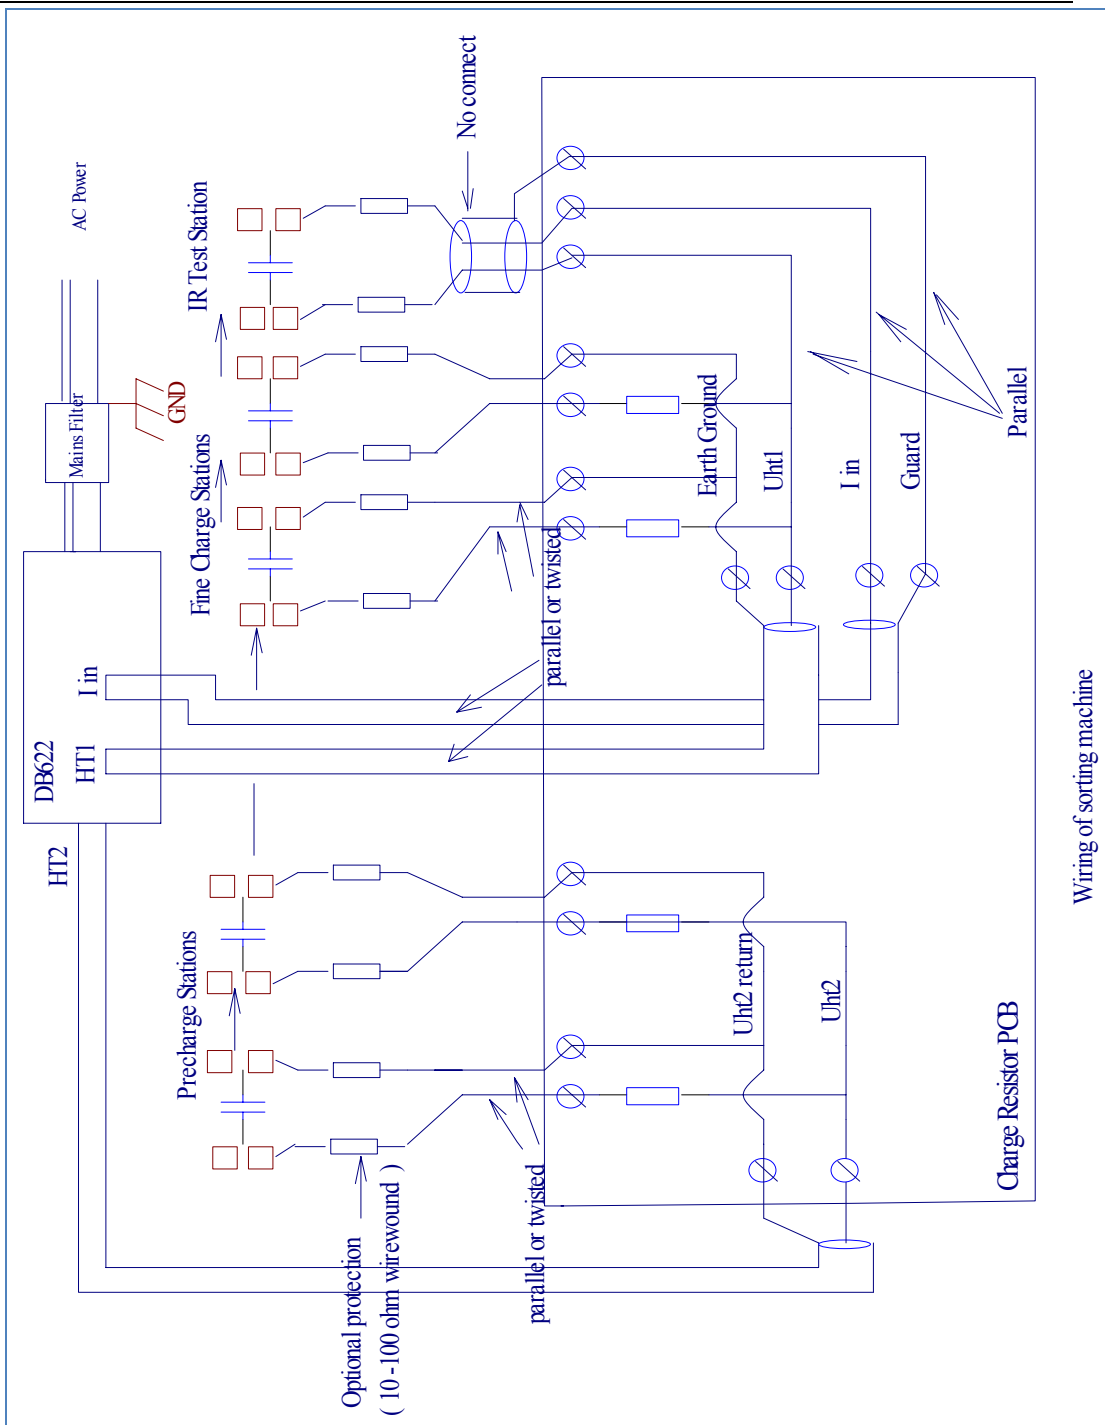 HT2
DB622
HT1
I in
Mains Filter
AC Power
GND
Precharge Stations
Fine Charge Stations
IR Test Station
Optional protection
( 10 -100 ohm wirewound )
No connect
parallel or twisted
parallel or twisted
Uht2 return
Uht2
Earth Ground
Uht1
I in
Guard
Parallel
Charge Resistor PCB
Wiring of sorting machine